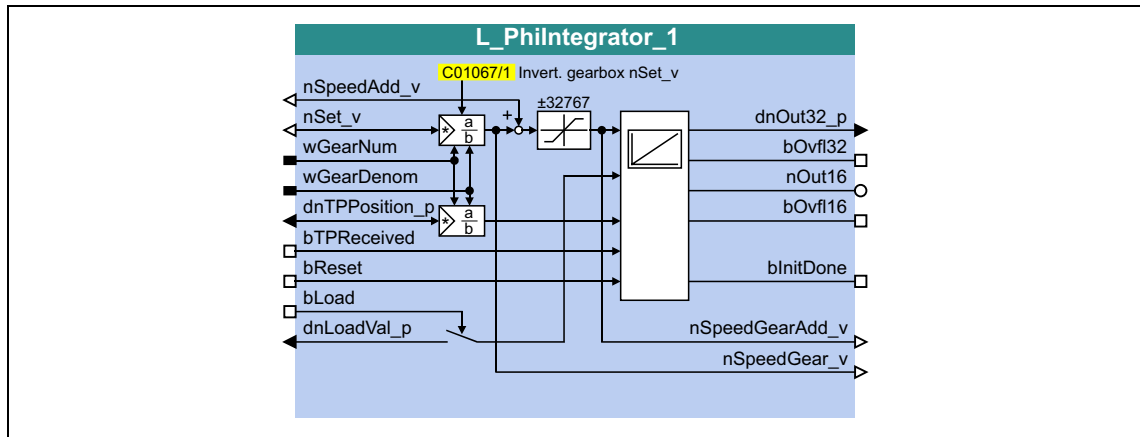 L_PhiIntegrator_1
C01067/1 Invert. gearbox nSet_v
nSpeedAdd_v
±32767
+
nSet_v
* a
b
dnOut32_p
wGearNum
bOvfl32
wGearDenom
nOut16
dnTPPosition_p
* a
b
bOvfl16
bTPReceived
bReset
bInitDone
bLoad
dnLoadVal_p
nSpeedGearAdd_v
nSpeedGear_v